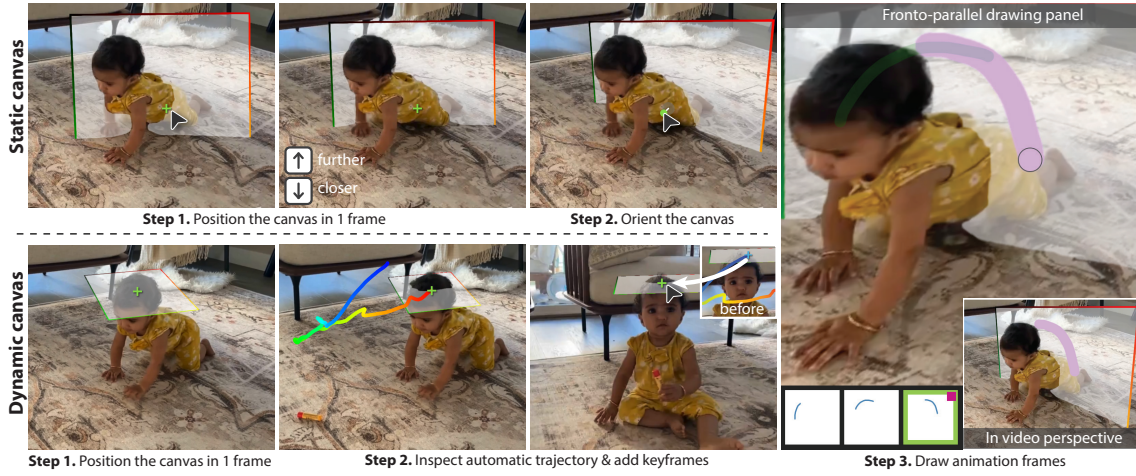 Static canvas
further
closer
Step 1. Position the canvas in 1 frame
Step 2. Orient the canvas
Dynamic canvas
before
Step 1. Position the canvas in 1 frame
Step 2. Inspect automatic trajectory & add keyframes
Fronto-parallel drawing panel
In video perspective
Step 3. Draw animation frames